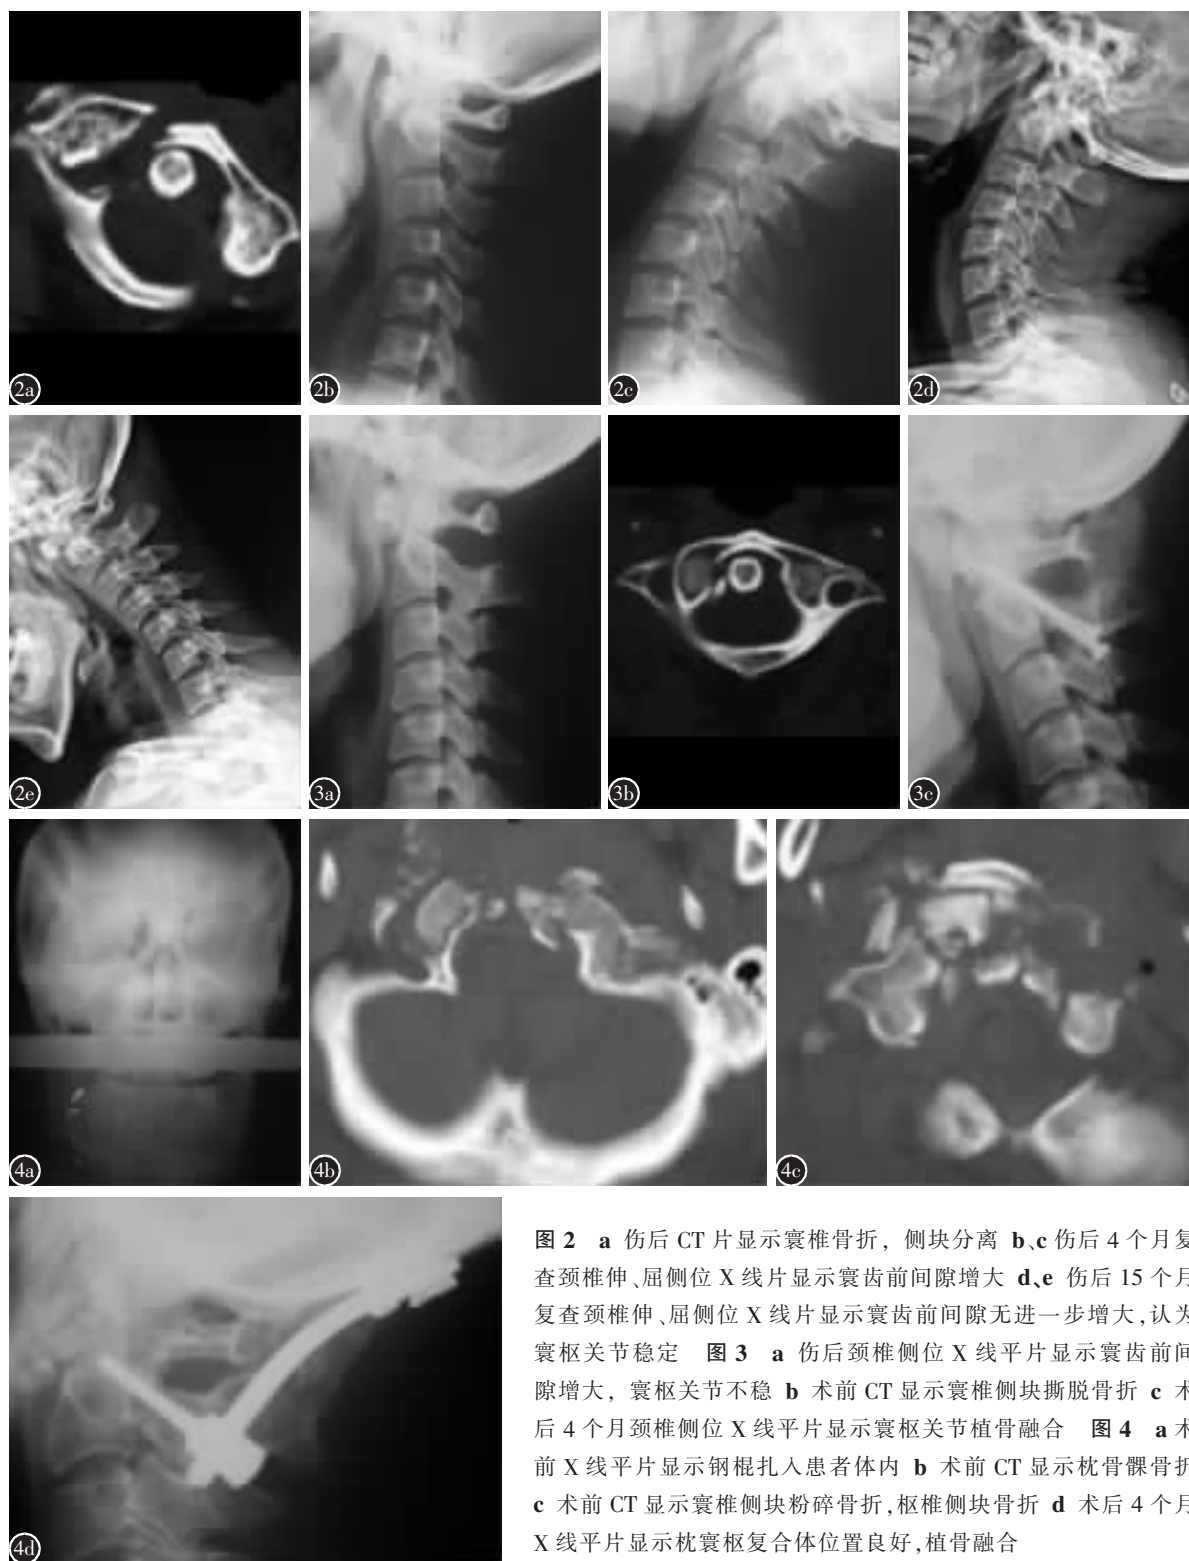 2a
2b
2c
2d
2e
3a
3b
3c
4a
4b
4c
4d
图 2 a 伤后 CT 片显示寰椎骨折，侧块分离 b、c 伤后 4 个月复
查颈椎伸、屈侧位 X 线片显示寰齿前间隙增大 d、e 伤后 15 个月
复查颈椎伸、屈侧位 X 线片显示寰齿前间隙无进一步增大,认为
寰枢关节稳定 图 3 a 伤后颈椎侧位 X 线平片显示寰齿前间
隙增大，寰枢关节不稳 b 术前 CT 显示寰椎侧块撕脱骨折 c 术
后 4 个月颈椎侧位 X 线平片显示寰枢关节植骨融合 图 4 a 术
前 X 线平片显示钢棍扎入患者体内 b 术前 CT 显示枕骨髁骨折
c 术前 CT 显示寰椎侧块粉碎骨折,枢椎侧块骨折 d 术后 4 个月
X 线平片显示枕寰枢复合体位置良好,植骨融合